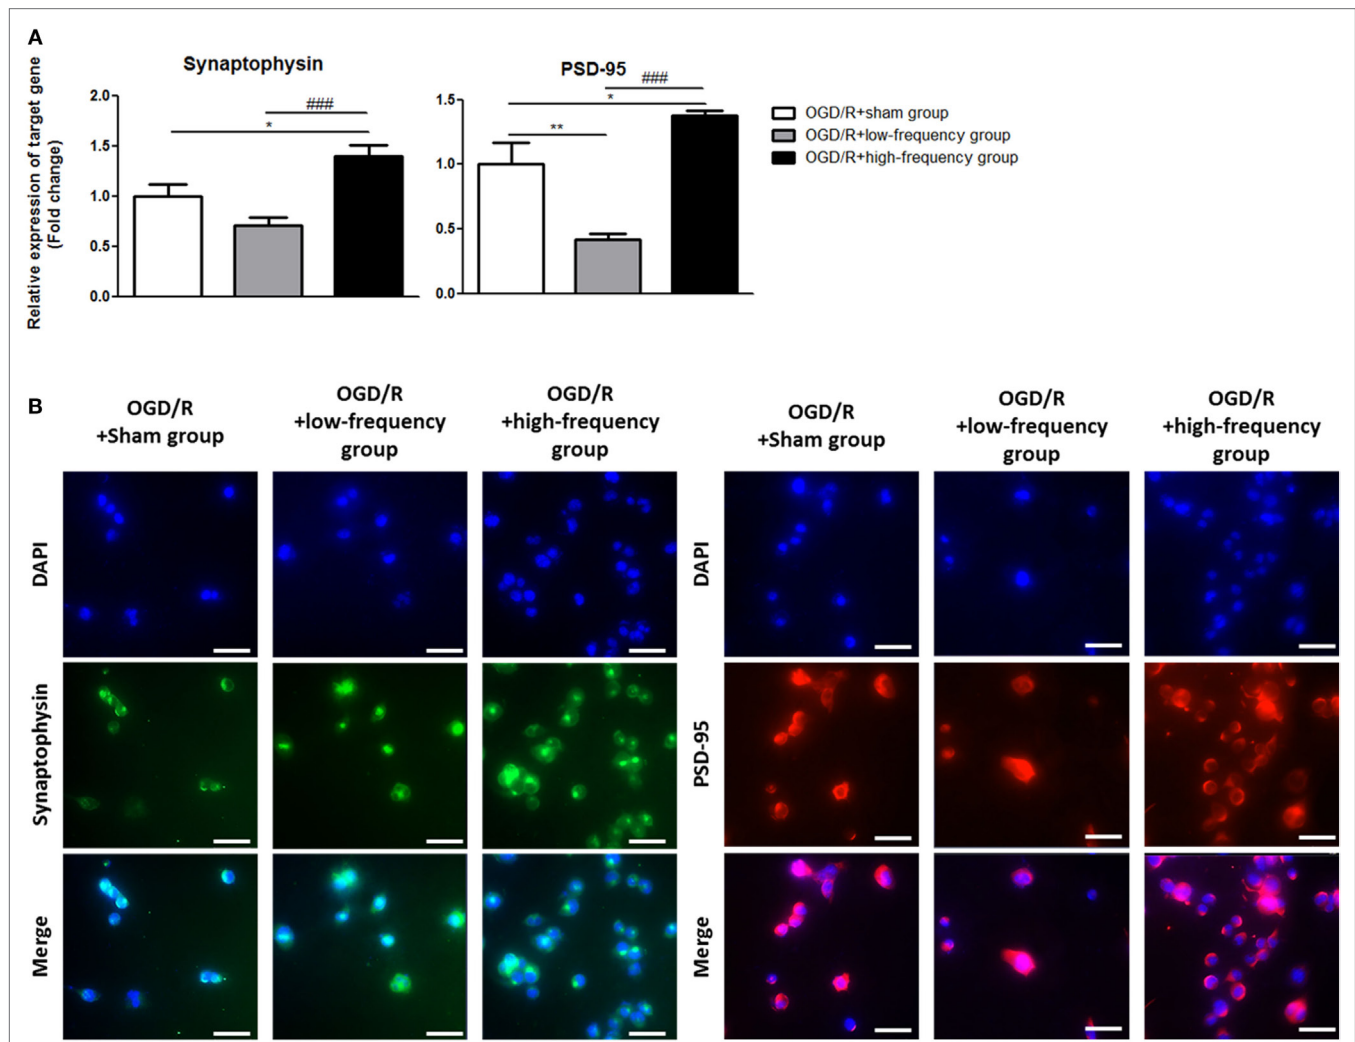 A
Synaptophysin
PSD-95
Relative expression of target gene
(Fold change)
2.0
1.5
1.0
0.5
0.0
###
*
1.5
1.0
0.5
0.0
###
*
**
OGD/R+sham group
OGD/R+low-frequency group
OGD/R+high-frequency group
B
OGD/R
+Sham group
OGD/R
+low-frequency
group
OGD/R
+high-frequency
group
OGD/R
+Sham group
OGD/R
+low-frequency
group
OGD/R
+high-frequency
group
DAPI
DAPI
Synaptophysin
PSD-95
Merge
Merge